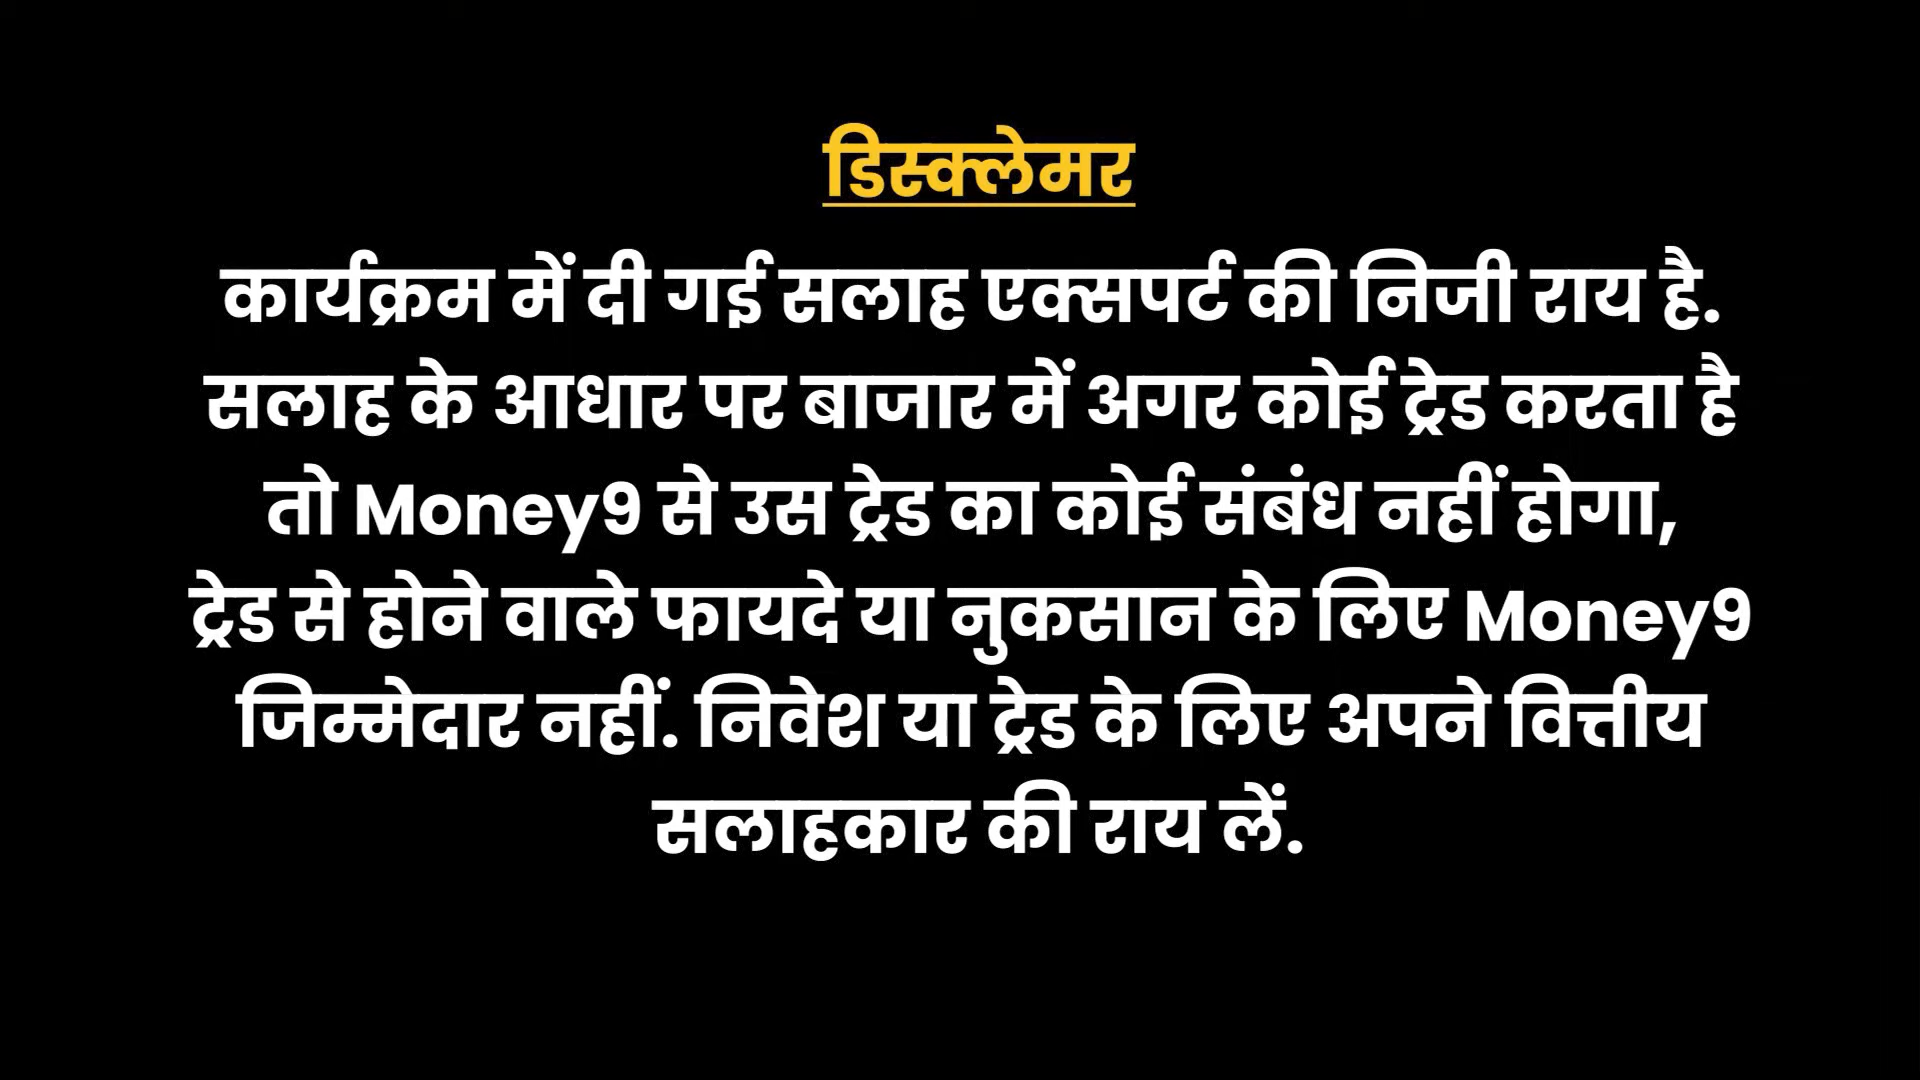 डिस्क्लेमर
कार्यक्रम में दी गई सलाह एक्सपर्ट की निजी राय है.
सलाह के आधार पर बाजार में अगर कोई ट्रेड करता है
तो Money9 से उस ट्रेड का कोई संबंध नहीं होगा,
ट्रेड से होने वाले फायदे या नुकसान के लिए Money9
जिम्मेदार नहीं. निवेश या ट्रेड के लिए अपने वित्तीय
सलाहकार की राय लें.